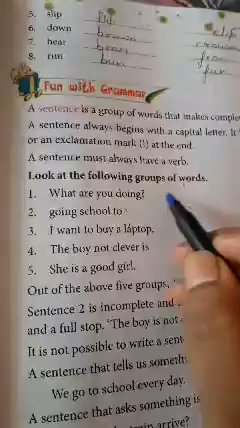 5. slip
6. down
7. hear
8. run bun fun
Fun with Grammar
A sentence is a group of words that makes comple
A sentence always begins with a capital letter. It
or an exclamation mark (!) at the end.
A sentence must always have a verb.
Look at the following groups of words.
1. What are you doing?
2. going school to
3. I want to buy a láptop.
4. The boy not clever is
5. She is a good girl.
Out of the above five groups,
Sentence 2 is incomplete and
and a full stop. 'The boy is not
It is not possible to write a sent
A sentence that tells us someth
We go to school every day.
A sentence that asks something is
train arrive?